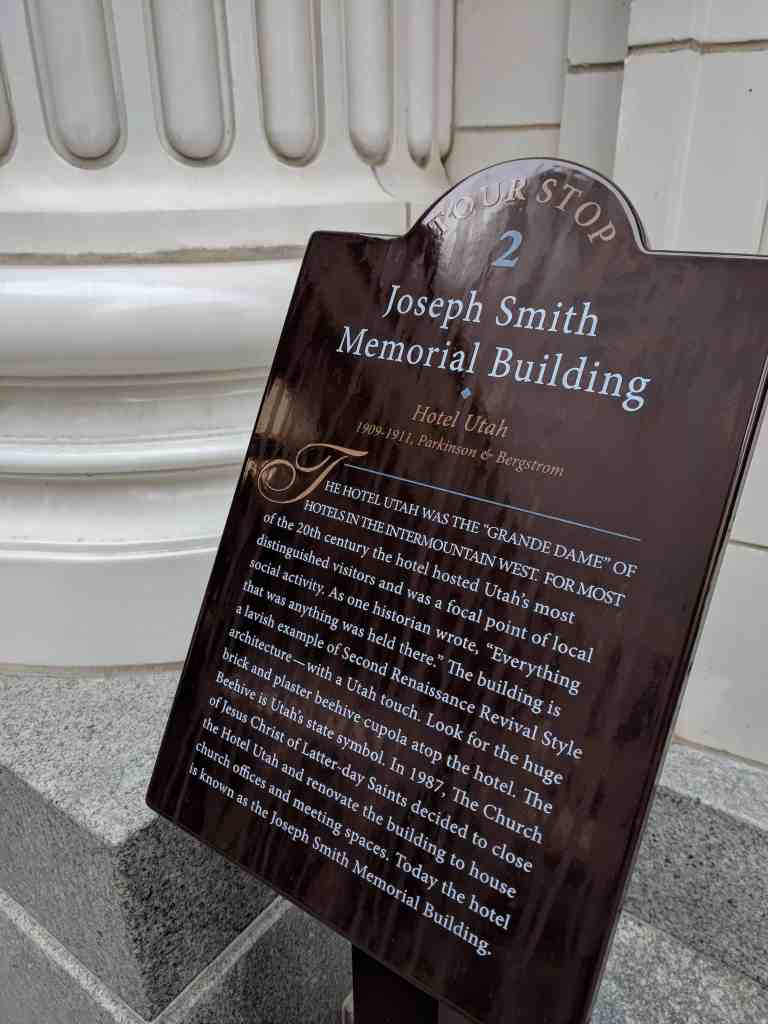 TOUR STOP
2
Joseph Smith
Memorial Building
Hotel Utah
1909-1911, Parkinson & Bergstrom
THE HOTEL UTAH WAS THE “GRANDE DAME” OF
HOTELS IN THE INTERMOUNTAIN WEST. FOR MOST
of the 20th century the hotel hosted Utah's most
distinguished visitors and was a focal point of local
social activity. As one historian wrote, “Everything
that was anything was held there.” The building is
a lavish example of Second Renaissance Revival Style
architecture—with a Utah touch. Look for the huge
brick and plaster beehive cupola atop the hotel. The
Beehive is Utah's state symbol. In 1987, The Church
of Jesus Christ of Latter-day Saints decided to close
the Hotel Utah and renovate the building to house
church offices and meeting spaces. Today the hotel
is known as the Joseph Smith Memorial Building.